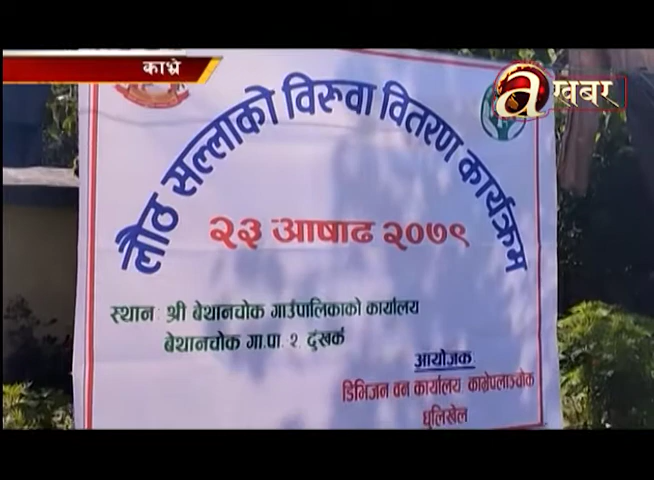 काभ्रे
a खबर
लौठ सल्लाको विरुवा वितरण कार्यक्रम
२३ आषाढ २०७९
स्थान: श्री बेथानचोक गाउँपालिकाको कार्यालय
बेथानचोक गा.पा. २ दुखर्क
आयोजक
डिभिजन वन कार्यालय काभ्रेपलाञ्चोक
धुलिखेल